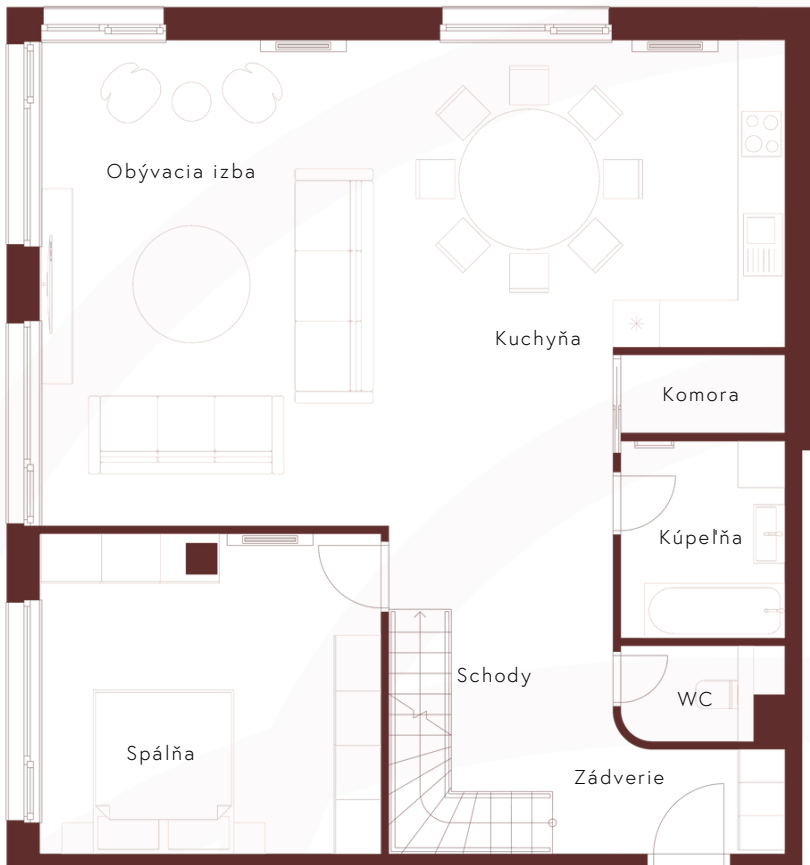 Obývacia izba
Kuchyňa
Komora
Kúpeľňa
Schody
WC
Spálňa
Zádverie